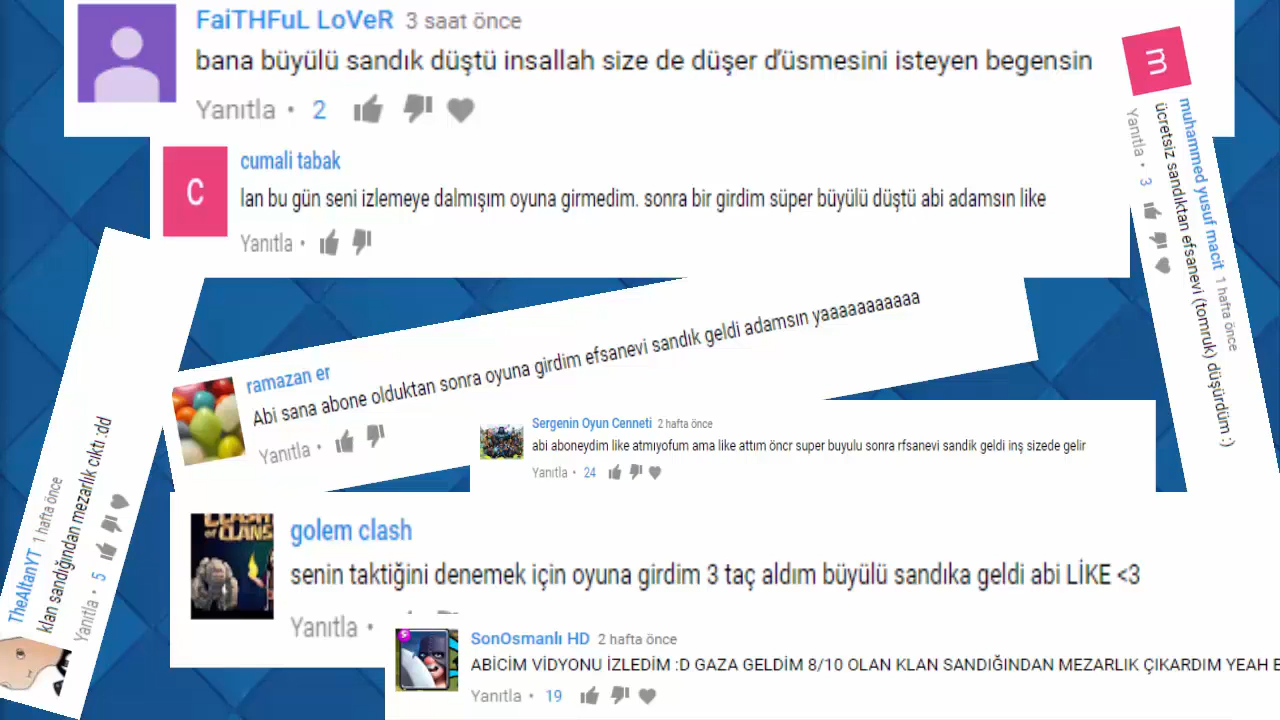 FaiTHFuL LoVeR 3 saat önce
bana büyülü sandık düştü insallah size de düşer ďüsmesini isteyen begensin
Yanıtla • 2
m
muhammed yusuf macit 1 hafta önce
ücretsiz sandıktan efsanevi (tomruk) düşürdüm :)
Yanıtla • 3
C
cumali tabak
lan bu gün seni izlemeye dalmışım oyuna girmedim. sonra bir girdim süper büyülü düştü abi adamsın like
Yanıtla •
ramazan er
Abi sana abone olduktan sonra oyuna girdim efsanevi sandık geldi adamsın yaaaaaaaaaaa
Yanıtla •
Sergenin Oyun Cenneti 2 hafta önce
abi aboneydim like atmıyofum ama like attım öncr super buyulu sonra rfsanevi sandik geldi inş sizede gelir
Yanıtla • 24
TheAltanYT 1 hafta önce
klan sandığından mezarlık cıktı :dd
Yanıtla • 5
CLASH
of CLANS
golem clash
senin taktiğini denemek için oyuna girdim 3 taç aldım büyülü sandıka geldi abi LİKE <3
Yanıtla •
SonOsmanlı HD 2 hafta önce
ABİCİM VİDYONU İZLEDİM :D GAZA GELDİM 8/10 OLAN KLAN SANDIĞINDAN MEZARLIK ÇIKARDIM YEAH
Yanıtla • 19